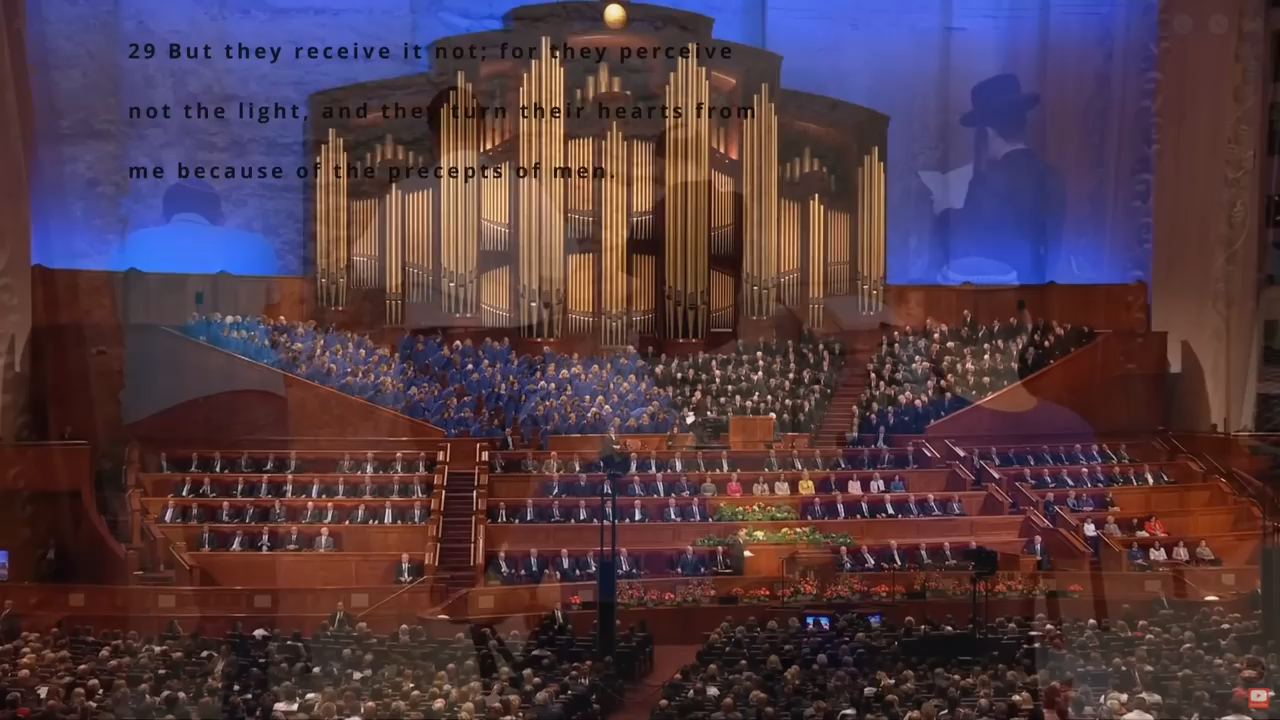 29 But they receive it not; for they perceive
not the light, and they turn their hearts from
me because of the precepts of men.